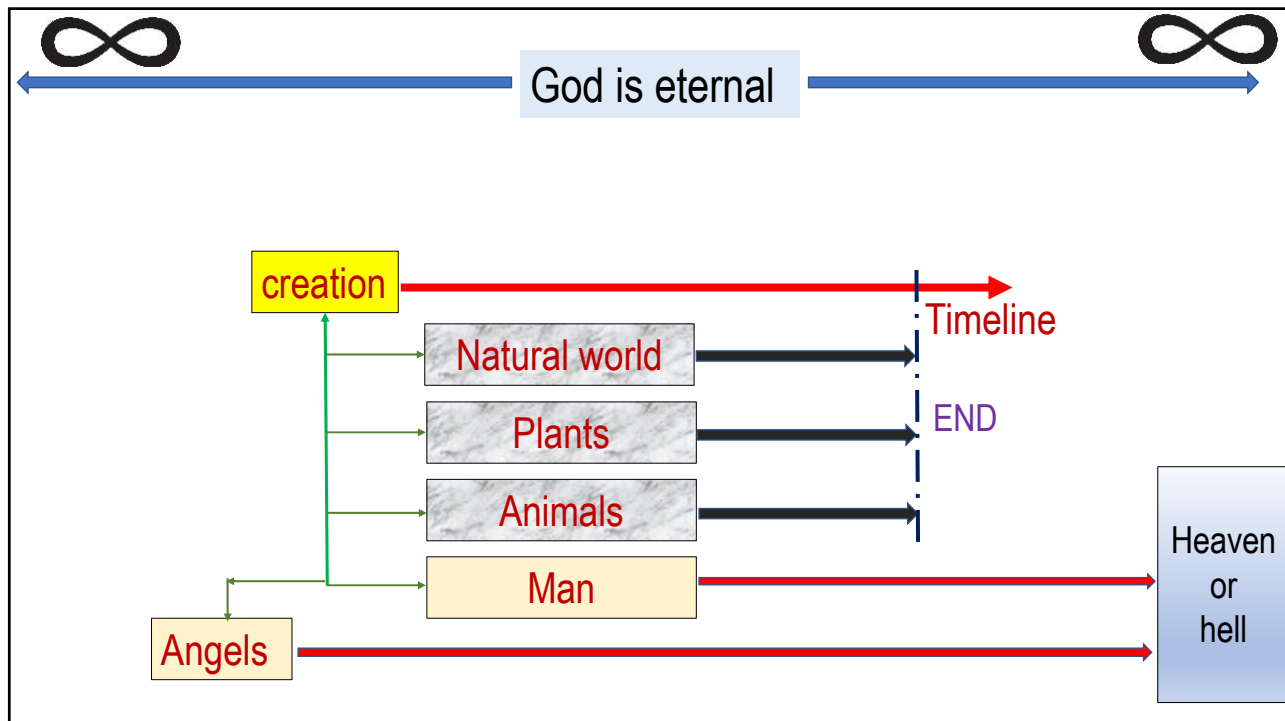 God is eternal
creation
Timeline
Natural world
Plants
END
Animals
Man
Heaven
or
hell
Angels